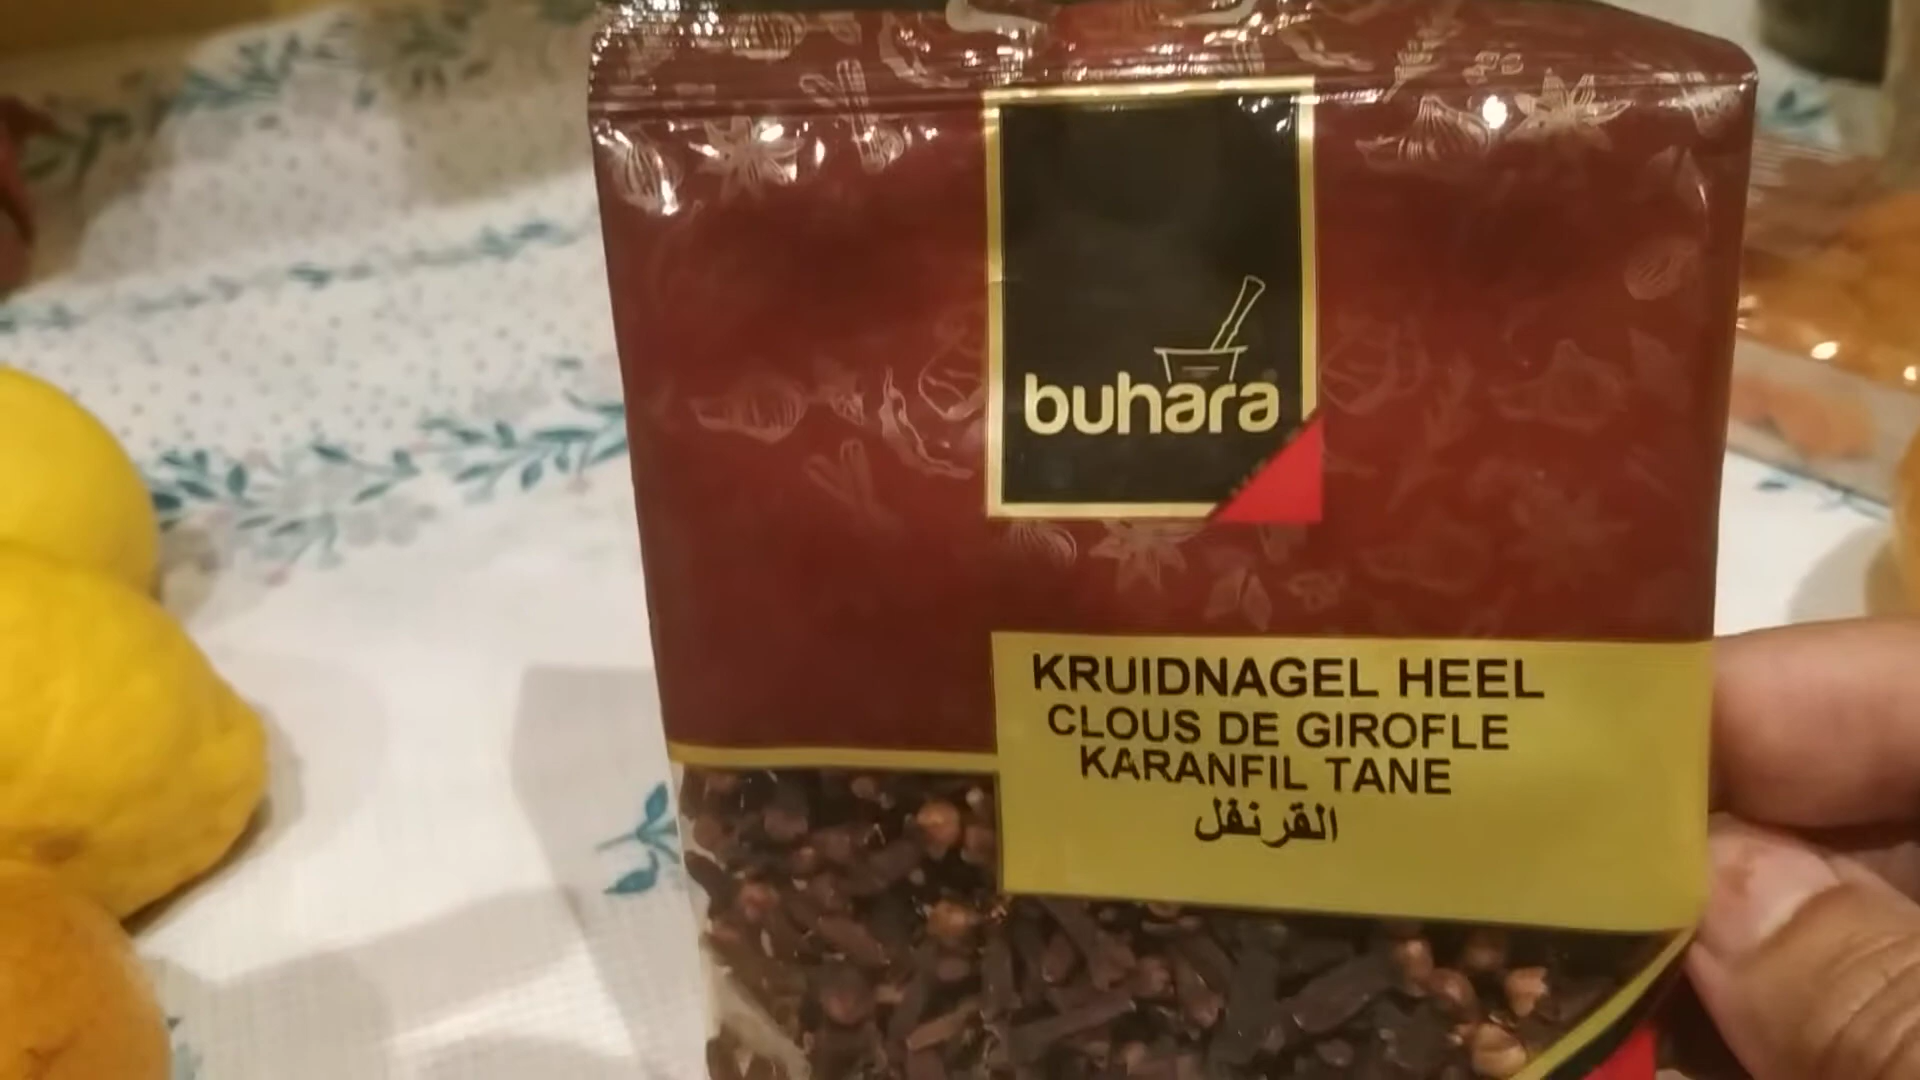 buhara
KRUIDNAGEL HEEL
CLOUS DE GIROFLE
KARANFIL TANE
القرنفل